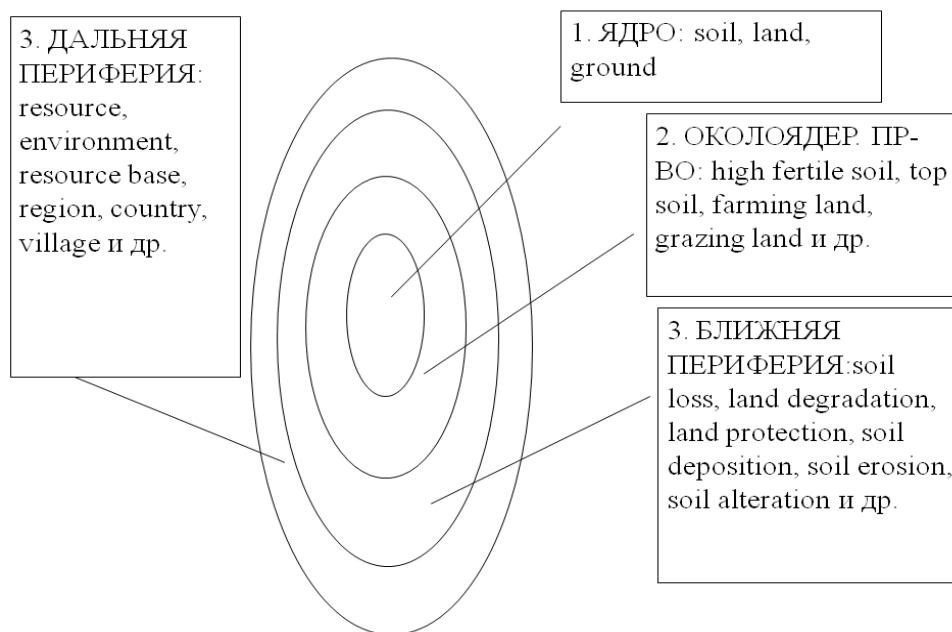 3. ДАЛЬНЯЯ
ПЕРИФЕРИЯ:
resource,
environment,
resource base,
region, country,
village и др.
1. ЯДРО: soil, land,
ground
2. ОКОЛОЯДЕР. ПР-
ВО: high fertile soil, top
soil, farming land,
grazing land и др.
3. БЛИЖНЯЯ
ПЕРИФЕРИЯ:soil
loss, land degradation,
land protection, soil
deposition, soil erosion,
soil alteration и др.